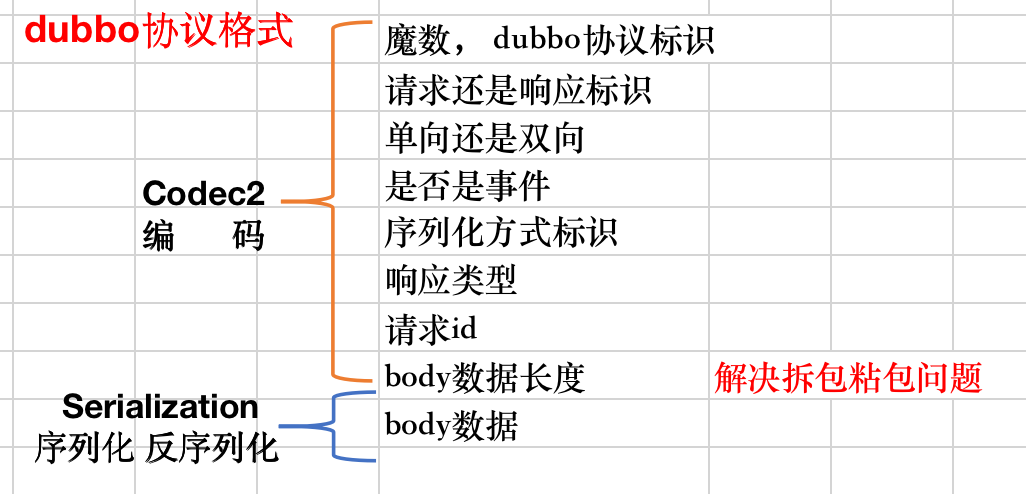 dubbo协议格式
魔数， dubbo协议标识
请求还是响应标识
单向还是双向
是否是事件
序列化方式标识
响应类型
请求id
body数据长度
解决拆包粘包问题
body数据
Codec2
编 码
Serialization
序列化 反序列化